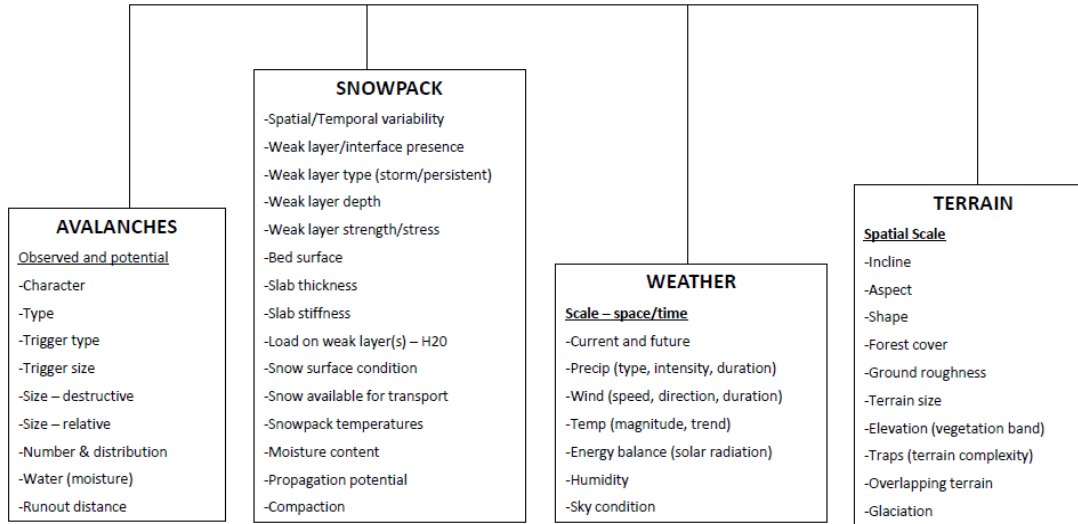 AVALANCHES
Observed and potential
-Character
-Type
-Trigger type
-Trigger size
-Size – destructive
-Size – relative
-Number & distribution
-Water (moisture)
-Runout distance
SNOWPACK
-Spatial/Temporal variability
-Weak layer/interface presence
-Weak layer type (storm/persistent)
-Weak layer depth
-Weak layer strength/stress
-Bed surface
-Slab thickness
-Slab stiffness
-Load on weak layer(s) – H20
-Snow surface condition
-Snow available for transport
-Snowpack temperatures
-Moisture content
-Propagation potential
-Compaction
WEATHER
Scale – space/time
-Current and future
-Precip (type, intensity, duration)
-Wind (speed, direction, duration)
-Temp (magnitude, trend)
-Energy balance (solar radiation)
-Humidity
-Sky condition
TERRAIN
Spatial Scale
-Incline
-Aspect
-Shape
-Forest cover
-Ground roughness
-Terrain size
-Elevation (vegetation band)
-Traps (terrain complexity)
-Overlapping terrain
-Glaciation